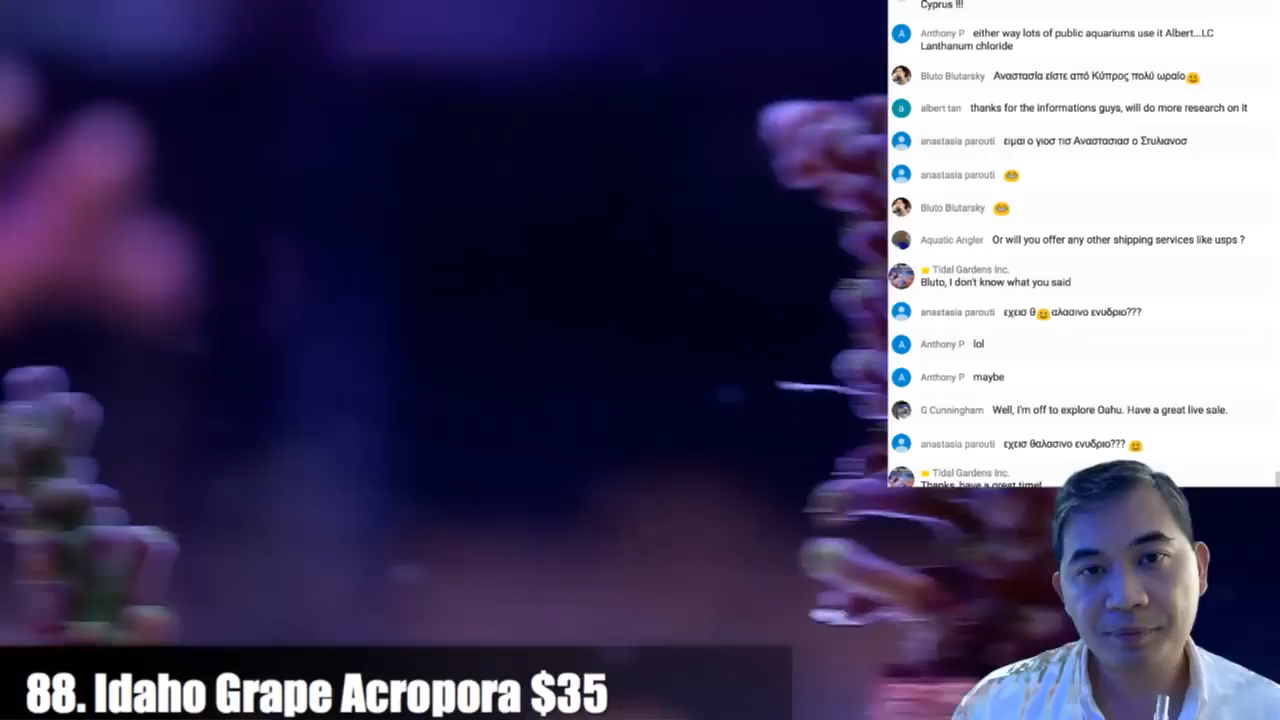 Cyprus !!!
Anthony P either way lots of public aquariums use it Albert...LC
Lanthanum chloride
Bluto Blutarsky Αναστασία είστε από Κύπρος πολύ ωραίο
a
albert tan thanks for the informations guys, will do more research on it
anastasia parouti ειμαι ο γιοσ τισ Αναστασιασ ο Στυλιανοσ
anastasia parouti
Bluto Blutarsky
Aquatic Angler Or will you offer any other shipping services like usps ?
Tidal Gardens Inc.
Bluto, I don't know what you said
anastasia parouti εχεισ θ αλασινο ενυδριο???
A
Anthony P lol
A
Anthony P maybe
G Cunningham Well, I'm off to explore Oahu. Have a great live sale.
anastasia parouti εχεισ θαλασινο ενυδριο???
Tidal Gardens Inc.
Thanks, have a great time!
88. Idaho Grape Acropora $35